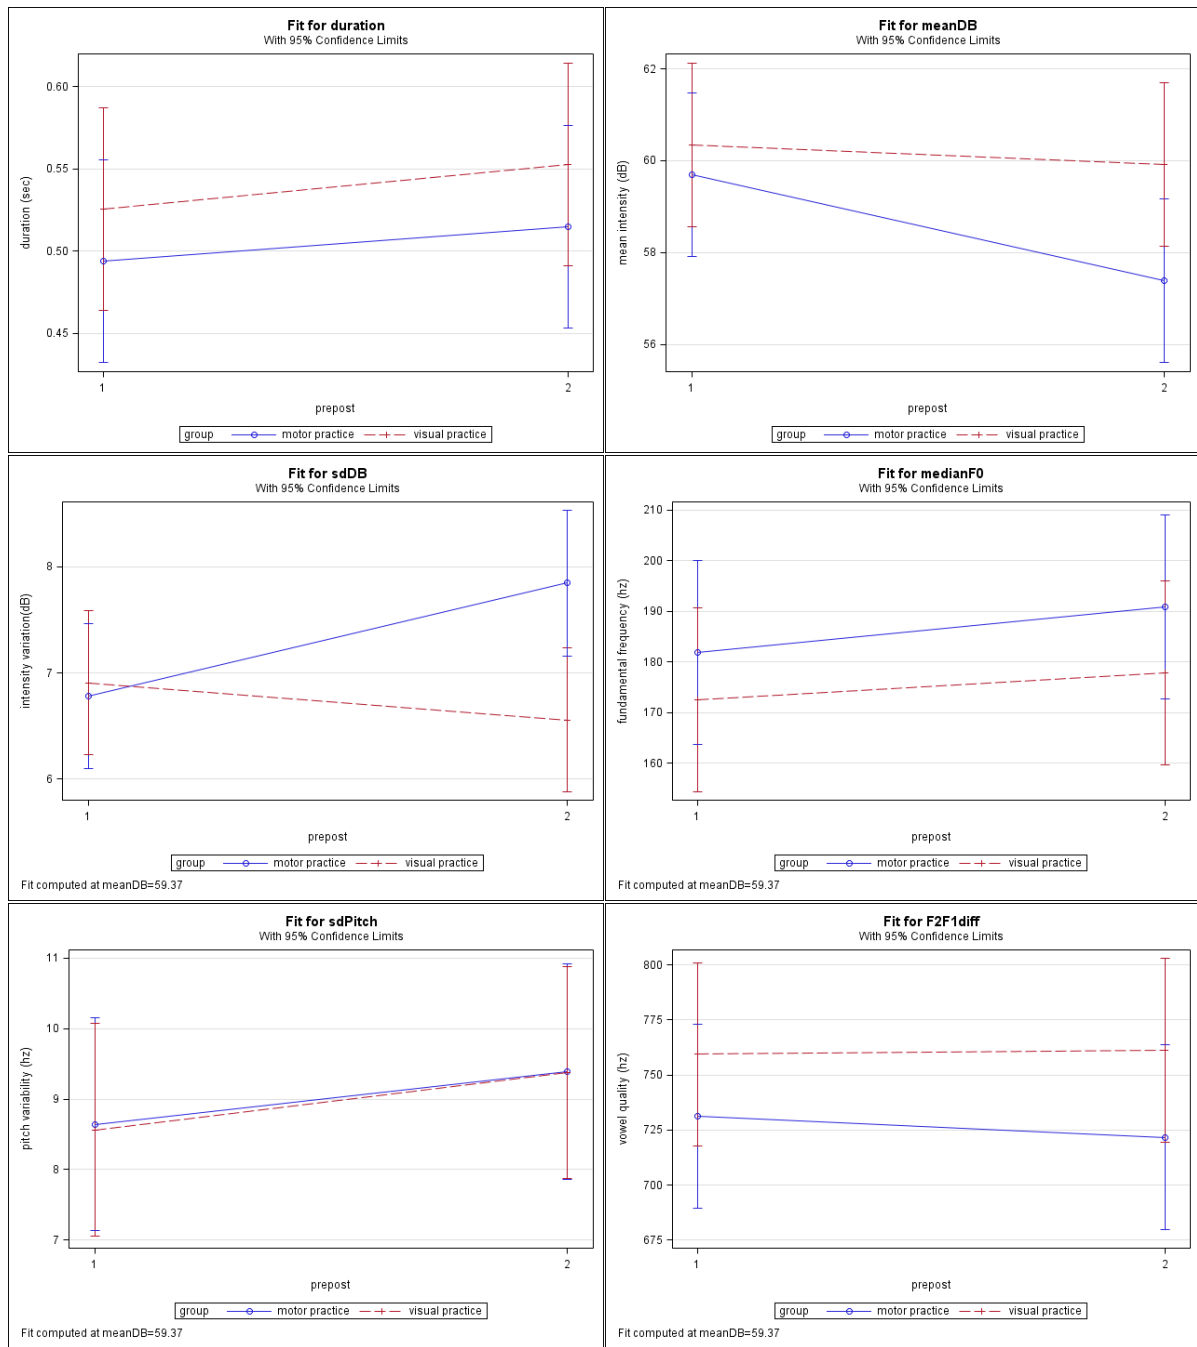 Fit for duration
With 95% Confidence Limits
0.60
0.55
0.50
0.45
duration (sec)
1
2
prepost
group motor practice visual practice
Fit for meanDB
With 95% Confidence Limits
62
60
58
56
mean intensity (dB)
1
2
prepost
group motor practice visual practice
Fit for sdDB
With 95% Confidence Limits
8
7
6
intensity variation(dB)
1
2
prepost
group motor practice visual practice
Fit computed at meanDB=59.37
Fit for medianF0
With 95% Confidence Limits
210
200
190
180
170
160
fundamental frequency (hz)
1
2
prepost
group motor practice visual practice
Fit computed at meanDB=59.37
Fit for sdPitch
With 95% Confidence Limits
11
10
9
8
7
pitch variability (hz)
1
2
prepost
group motor practice visual practice
Fit computed at meanDB=59.37
Fit for F2F1diff
With 95% Confidence Limits
800
775
750
725
700
675
vowel quality (hz)
1
2
prepost
group motor practice visual practice
Fit computed at meanDB=59.37